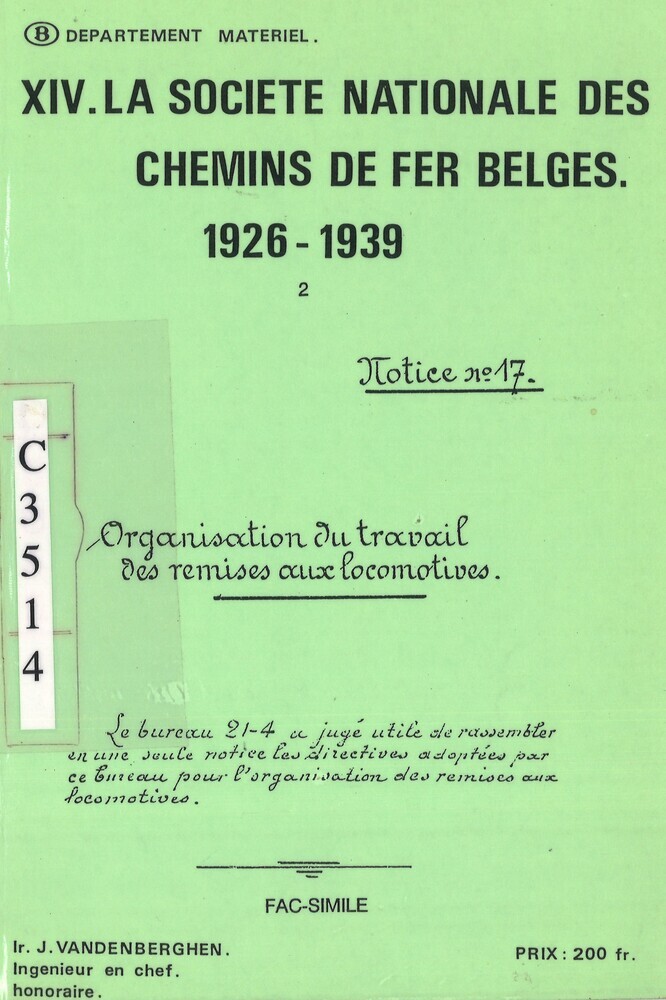 B DEPARTEMENT MATERIEL.
XIV. LA SOCIETE NATIONALE DES
CHEMINS DE FER BELGES.
1926 - 1939
2
Notice nº 17.
C
3
5
1
4
Organisation du travail
des remises aux locomotives.
Le bureau 21-4 a jugé utile de rassembler
en une seule notice les directives adoptées par
ce bureau pour l'organisation des remises aux
locomotives.
FAC-SIMILE
Ir. J. VANDENBERGHEN.
Ingenieur en chef.
honoraire.
PRIX : 200 fr.